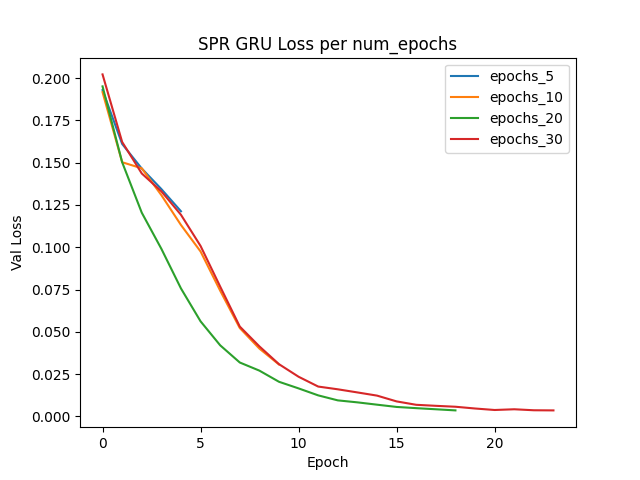 SPR GRU Loss per num_epochs
epochs_5
epochs_10
epochs_20
epochs_30
Val Loss
0.200
0.175
0.150
0.125
0.100
0.075
0.050
0.025
0.000
0 5 10 15 20
Epoch